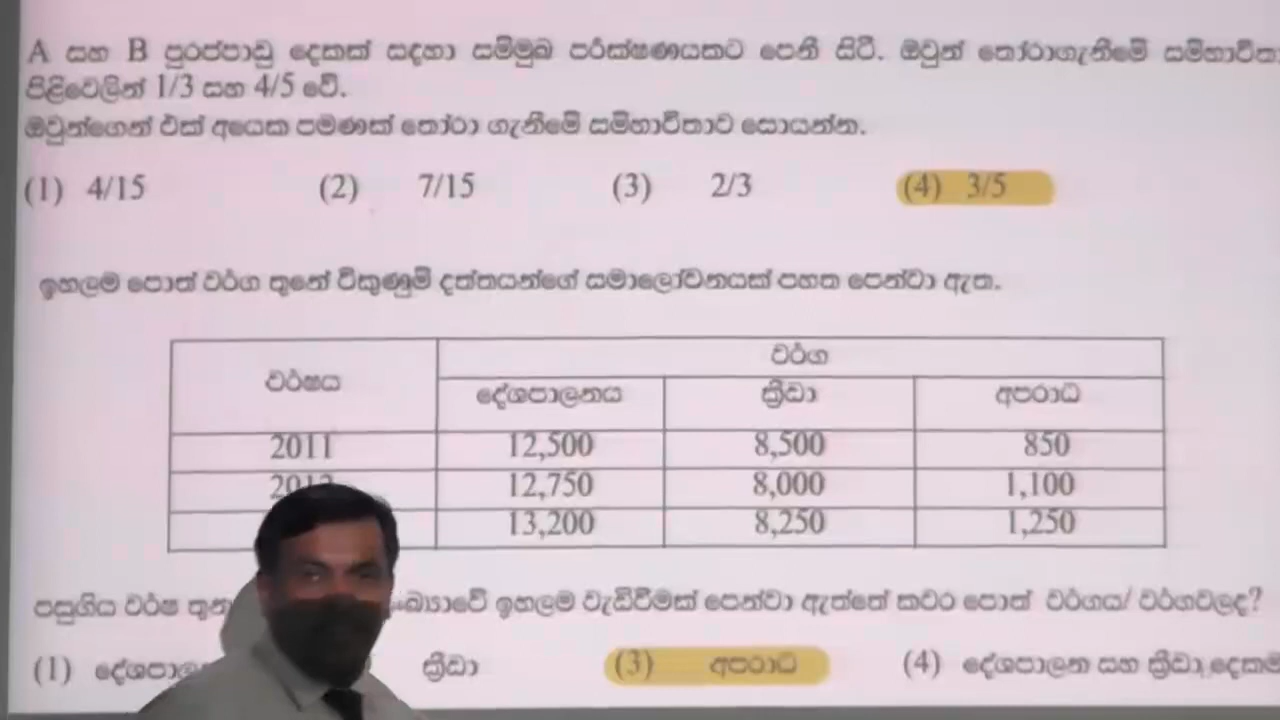 A සහ B පුරප්පාඩු දෙකක් සදහා සම්මුඛ පරීක්ෂණයකට පෙනී සිටී. ඔවුන් තෝරාගැනීමේ
පිළිවෙලින් 1/3 සහ 4/5 වේ.
ඔවුන්ගෙන් එක් අයෙක පමණක් තෝරා ගැනීමේ සම්භාවිතාව සොයන්න.
(1) 4/15 (2) 7/15 (3) 2/3 (4) 3/5
ඉහලම පොත් වර්ග තුනේ විකුණුම් දත්තයන්ගේ සමාලෝචනයක් පහත පෙන්වා ඇත.
වර්ග
වර්ෂය දේශපාලනය ක්‍රීඩා අපරාධ
2011 12,500 8,500 850
12,750 8,000 1,100
13,200 8,250 1,250
පසුගිය වර්ෂ ඉහලම වැඩිවීමක් පෙන්වා ඇත්තේ කවර පොත් වර්ගය/ වර්ගවලද?
(1) ක්‍රීඩා (3) අපරාධ (4) දේශපාලන සහ ක්‍රීඩා